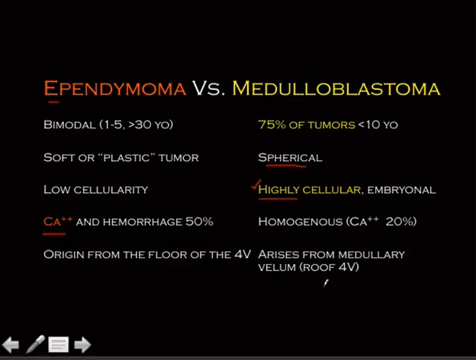 Ependymoma Vs. Medulloblastoma
Bimodal (1-5, >30 yo)
75% of tumors <10 yo
Soft or "plastic" tumor
Spherical
Low cellularity
Highly cellular, embryonal
Ca++ and hemorrhage 50%
Homogenous (Ca++ 20%)
Origin from the floor of the 4V
Arises from medullary
velum (roof 4V)